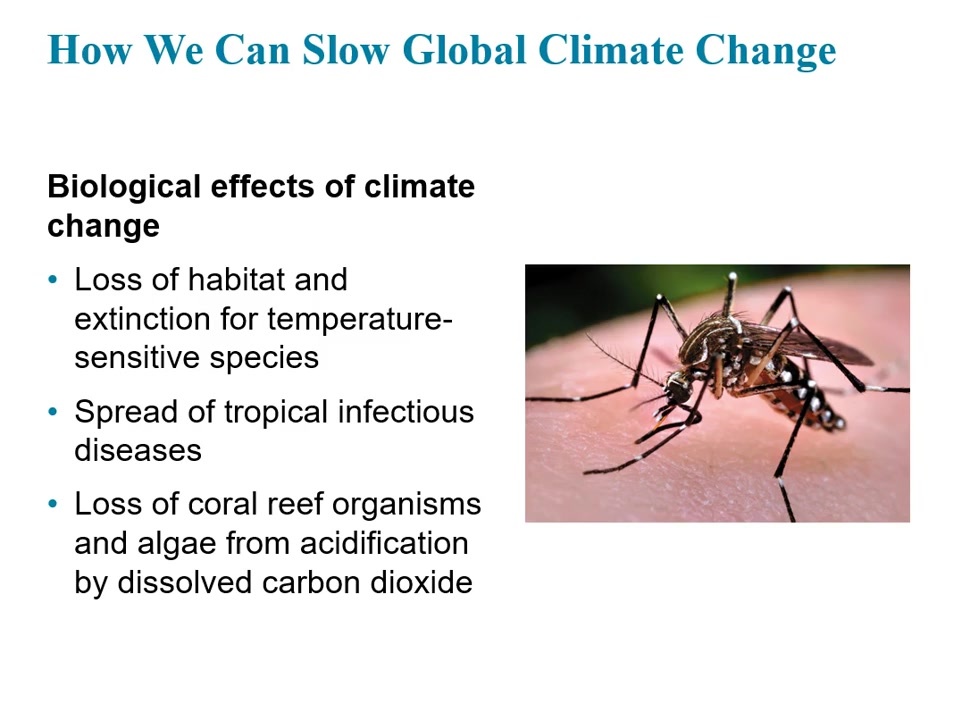 How We Can Slow Global Climate Change
Biological effects of climate
change
• Loss of habitat and
extinction for temperature-
sensitive species
• Spread of tropical infectious
diseases
• Loss of coral reef organisms
and algae from acidification
by dissolved carbon dioxide